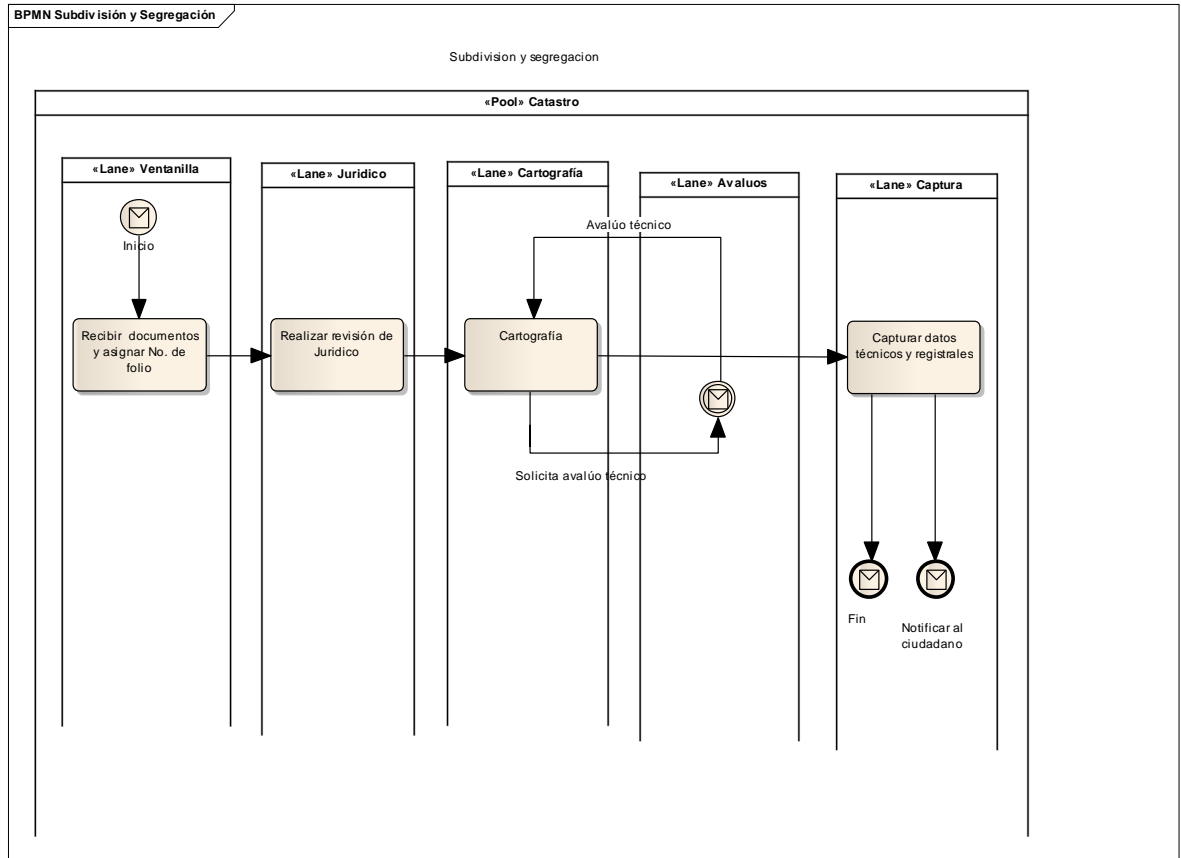 BPMN Subdivisión y Segregación
Subdivision y segregacion
«Pool» Catastro
«Lane» Ventanilla
«Lane» Juridico
«Lane» Cartografía
«Lane» Avaluos
«Lane» Captura
Inicio
Avalúo técnico
Recibir documentos
y asignar No. de
folio
Realizar revisión de
Juridico
Cartografía
Capturar datos
técnicos y registrales
Solicita avalúo técnico
Fin
Notificar al
ciudadano